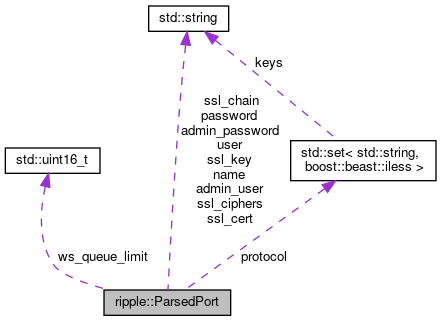 std::string
keys
ssl_chain
password
admin_password
user
ssl_key
name
admin_user
ssl_ciphers
ssl_cert
std::uint16_t
std::set< std::string,
boost::beast::iless >
ws_queue_limit
protocol
ripple::ParsedPort